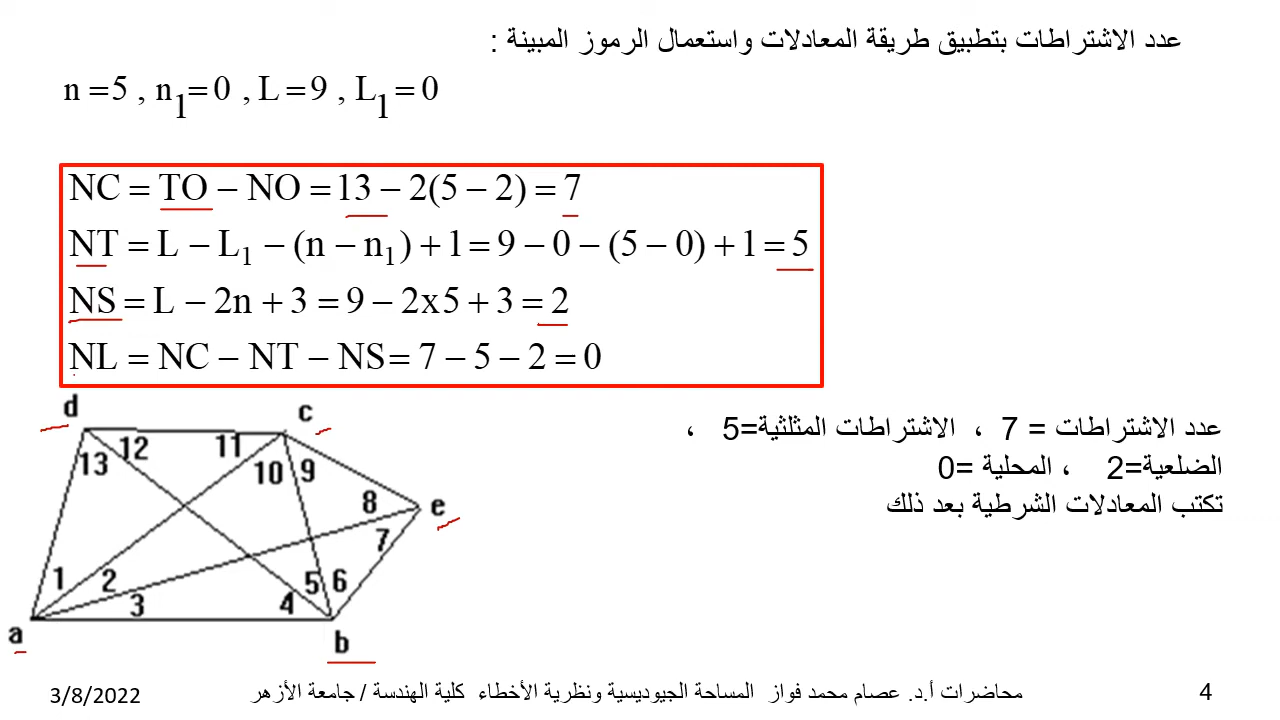 عدد الاشتراطات بتطبيق طريقة المعادلات واستعمال الرموز المبينة :
n =5 , n₁= 0 , L = 9 , L₁ = 0
NC = TO − NO = 13 − 2(5 − 2) = 7
NT = L − L₁ − (n − n₁) + 1 = 9 − 0 − (5 − 0) + 1 = 5
NS = L − 2n + 3 = 9 − 2x5 + 3 = 2
NL = NC − NT − NS = 7 − 5 − 2 = 0
عدد الاشتراطات = 7 ، الاشتراطات المثلثية=5 ،
الضلعية=2 ، المحلية =0
تكتب المعادلات الشرطية بعد ذلك
d c
12 11
13 10 9
8 e
7
1 2 5 6
3 4
a b
3/8/2022
محاضرات أ.د. عصام محمد فواز المساحة الجيوديسية ونظرية الأخطاء كلية الهندسة / جامعة الأزهر
4